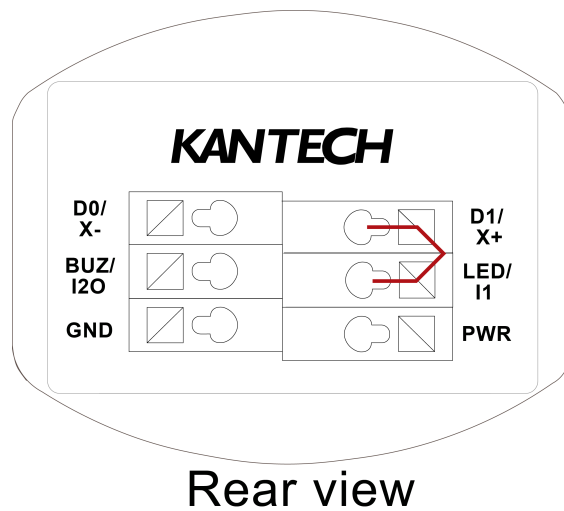 KANTECH
D0/
X-
D1/
X+
BUZ/
I2O
LED/
I1
GND
PWR
Rear view